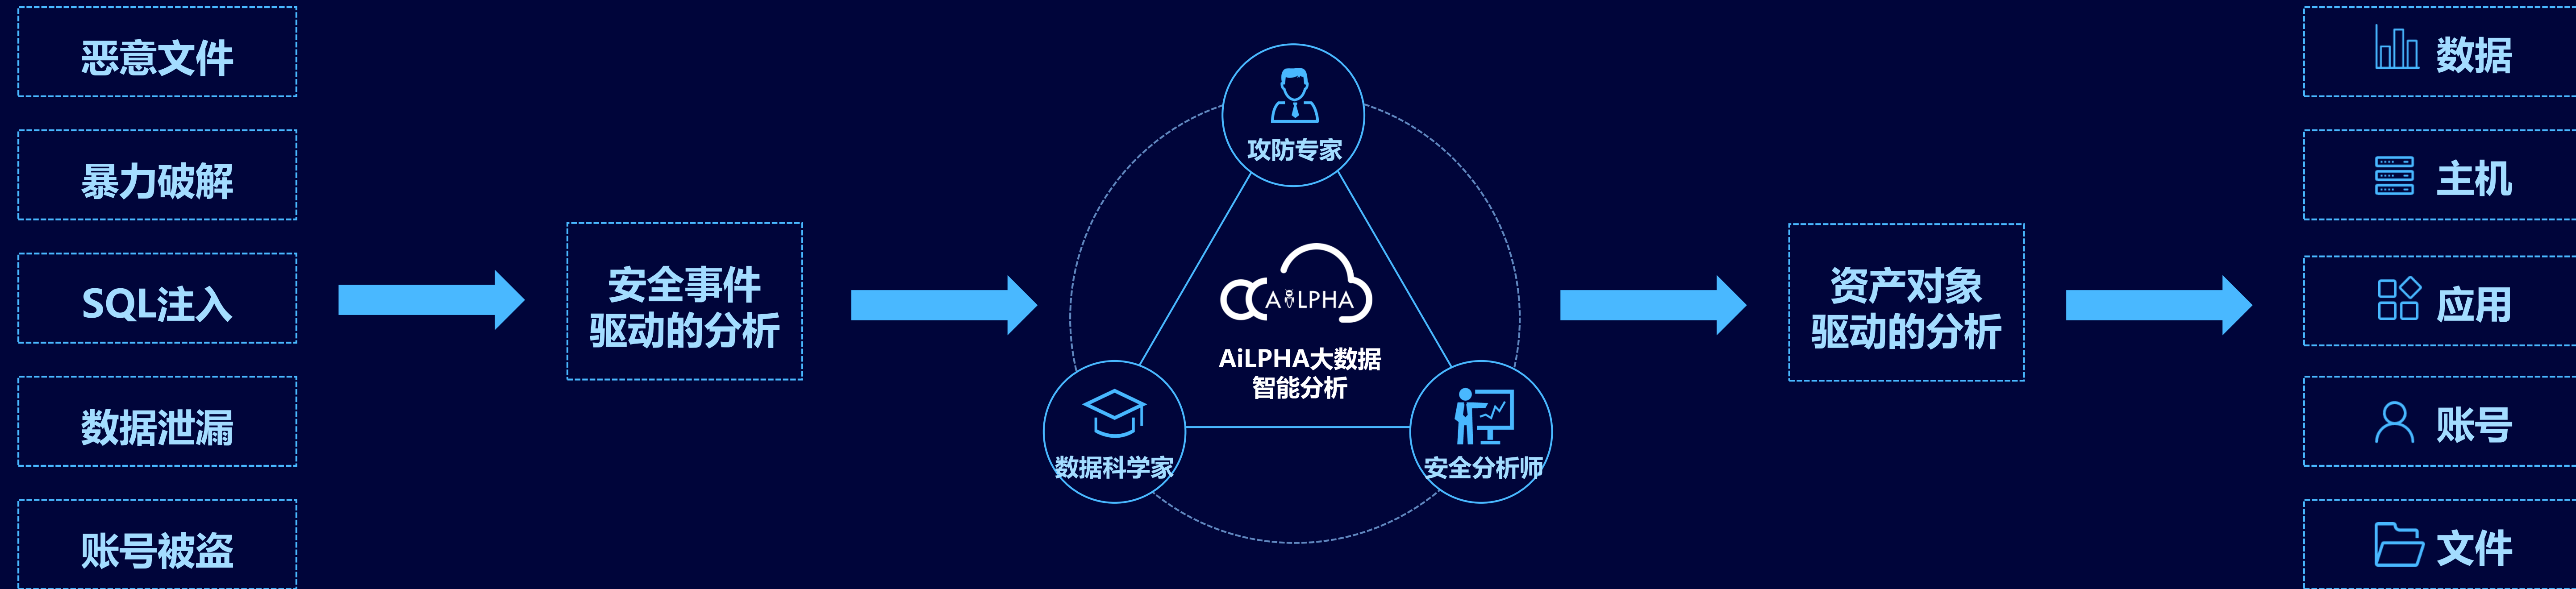 恶意文件
暴力破解
SQL注入
数据泄漏
账号被盗
安全事件
驱动的分析
攻防专家
AiLPHA
AiLPHA大数据
智能分析
数据科学家
安全分析师
资产对象
驱动的分析
数据
主机
应用
账号
文件